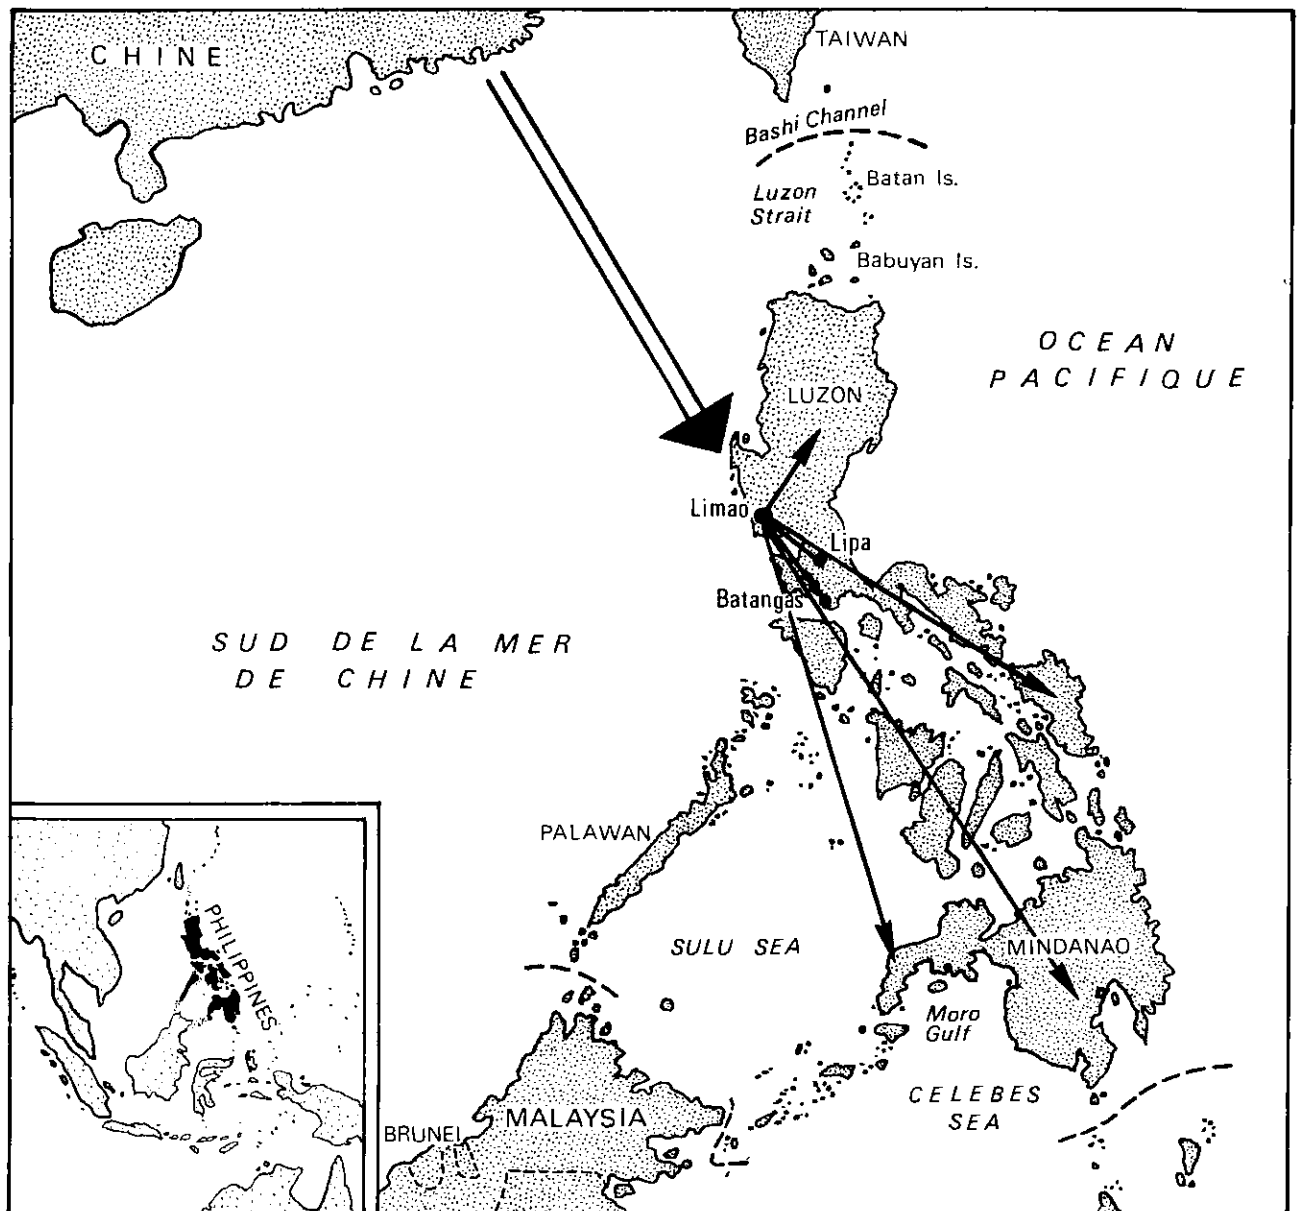 CHINE
TAIWAN
Bashi Channel
Batan Is.
Luzon
Strait
Babuyan Is.
OCEAN
PACIFIQUE
LUZON
Limao
Lipa
Batangas
SUD DE LA MER
DE CHINE
PALAWAN
SULU SEA
MINDANAO
Moro
Gulf
CELEBES
SEA
MALAYSIA
BRUNEI
PHILIPPINES